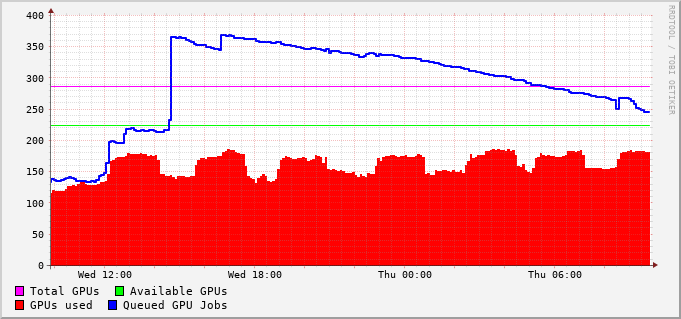 400
350
300
250
200
150
100
50
0
Wed 12:00 Wed 18:00 Thu 00:00 Thu 06:00
Total GPUs Available GPUs
GPUs used Queued GPU Jobs
RRDTOOL / TOBI OETIKER